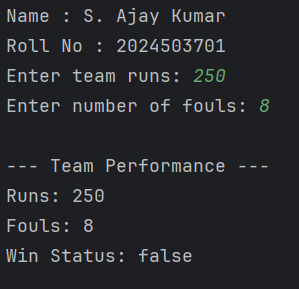 Name : S. Ajay Kumar
Roll No : 2024503701
Enter team runs: 250
Enter number of fouls: 8
--- Team Performance ---
Runs: 250
Fouls: 8
Win Status: false